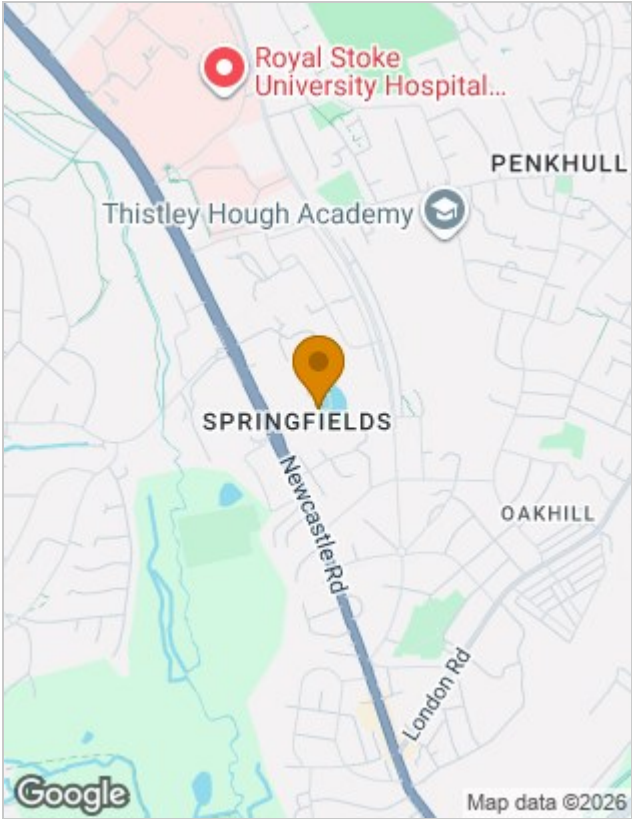 Royal Stoke
University Hospital...
PENKHULL
Thistley Hough Academy
SPRINGFIELDS
Newcastle Rd
OAKHILL
London Rd
Google
Map data ©2026